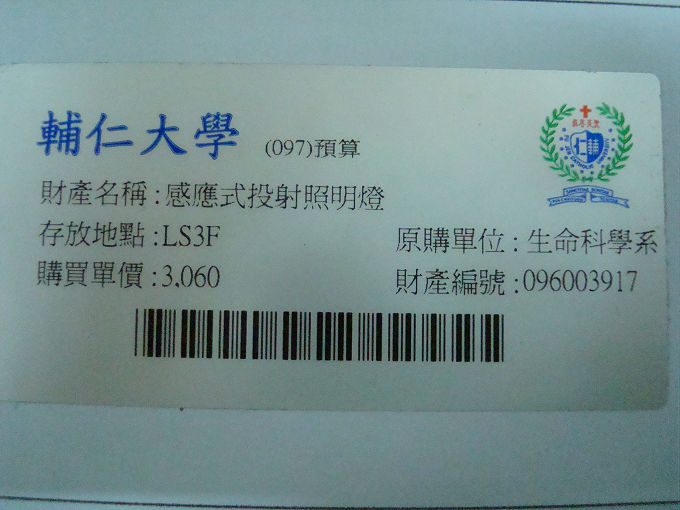 輔仁大學 (097)預算
財產名稱:感應式投射照明燈
存放地點:LS3F 原購單位:生命科學系
購買單價:3,060 財產編號:096003917